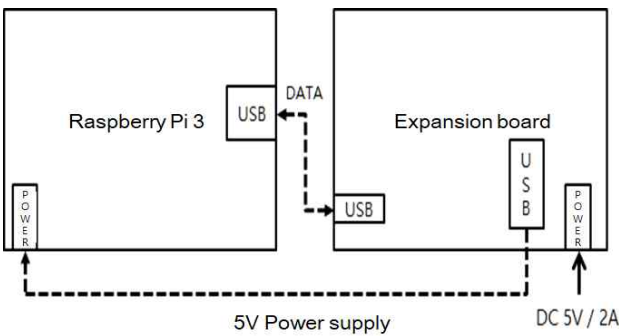 DATA
USB
Raspberry Pi 3
Expansion board
USB
POWER
USB
POWER
5V Power supply
DC 5V / 2A